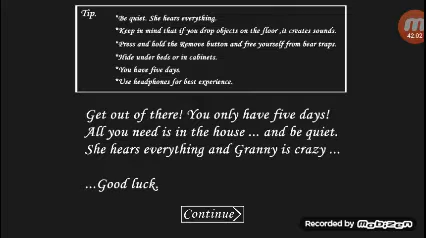 Tip.
*Be quiet. She hears everything.
*Keep in mind that if you drop objects on the floor ,it creates sounds.
*Press and hold the Remove button and free yourself from bear traps.
*Hide under beds or in cabinets.
*You have five days.
*Use headphones for best experience.
42:02
Get out of there! You only have five days!
All you need is in the house ... and be quiet.
She hears everything and Granny is crazy ...
...Good luck.
Continue
Recorded by Mobizen